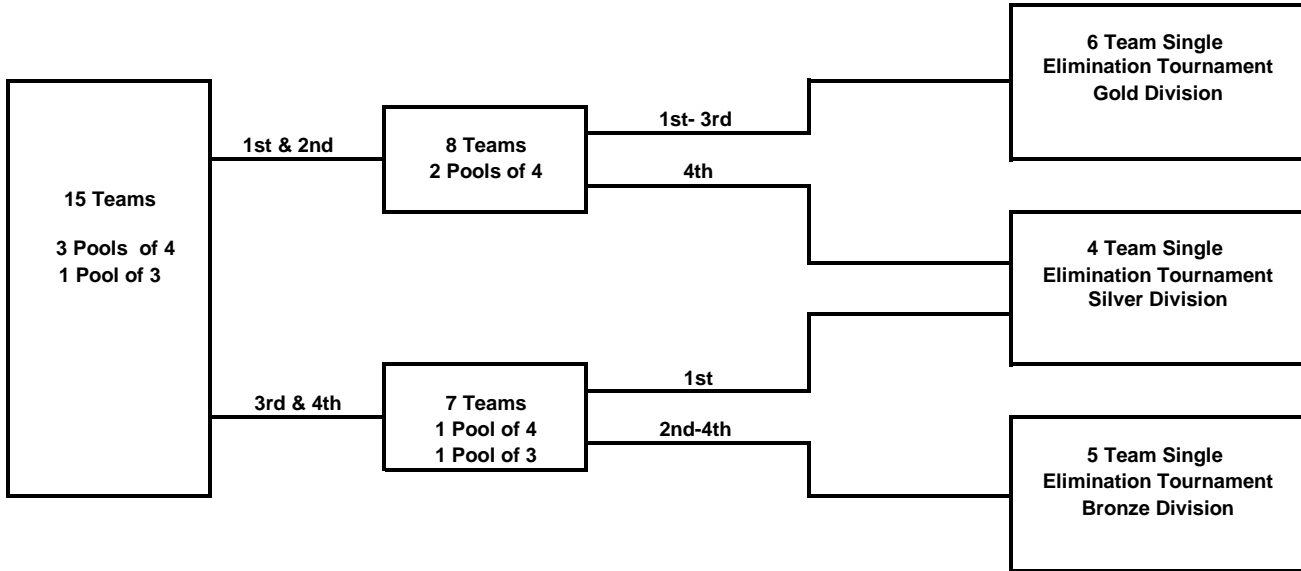 15 Teams
3 Pools of 4
1 Pool of 3
1st & 2nd
3rd & 4th
8 Teams
2 Pools of 4
7 Teams
1 Pool of 4
1 Pool of 3
1st- 3rd
4th
1st
2nd-4th
6 Team Single
Elimination Tournament
Gold Division
4 Team Single
Elimination Tournament
Silver Division
5 Team Single
Elimination Tournament
Bronze Division